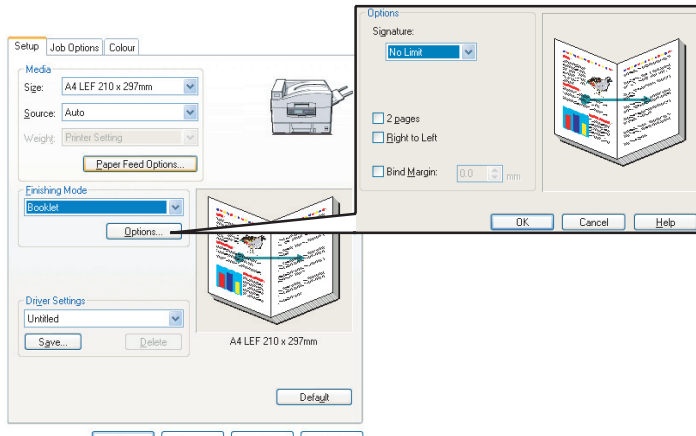 Setup Job Options Colour
Media
Size: A4 LEF 210 x 297mm
Source: Auto
Weight: Printer Setting
Paper Feed Options...
Finishing Mode
Booklet
Options...
Driver Settings
Untitled
Save... Delete
A4 LEF 210 x 297mm
Default
Options
Signature:
No Limit
2 pages
Right to Left
Bind Margin: 0.0 mm
OK Cancel Help